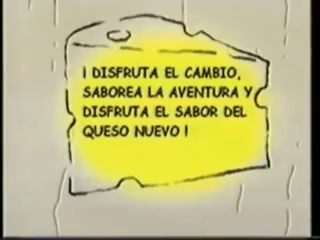 ¡ DISFRUTA EL CAMBIO,
SABOREA LA AVENTURA Y
DISFRUTA EL SABOR DEL
QUESO NUEVO !